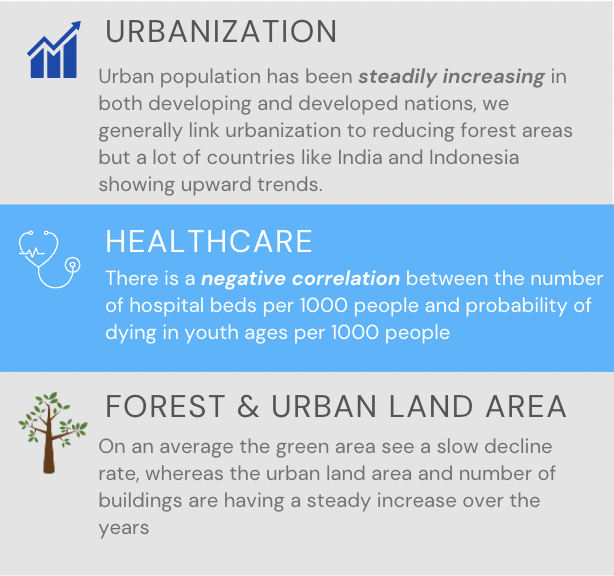 URBANIZATION
Urban population has been steadily increasing in
both developing and developed nations, we
generally link urbanization to reducing forest areas
but a lot of countries like India and Indonesia
showing upward trends.
HEALTHCARE
There is a negative correlation between the number
of hospital beds per 1000 people and probability of
dying in youth ages per 1000 people
FOREST & URBAN LAND AREA
On an average the green area see a slow decline
rate, whereas the urban land area and number of
buildings are having a steady increase over the
years